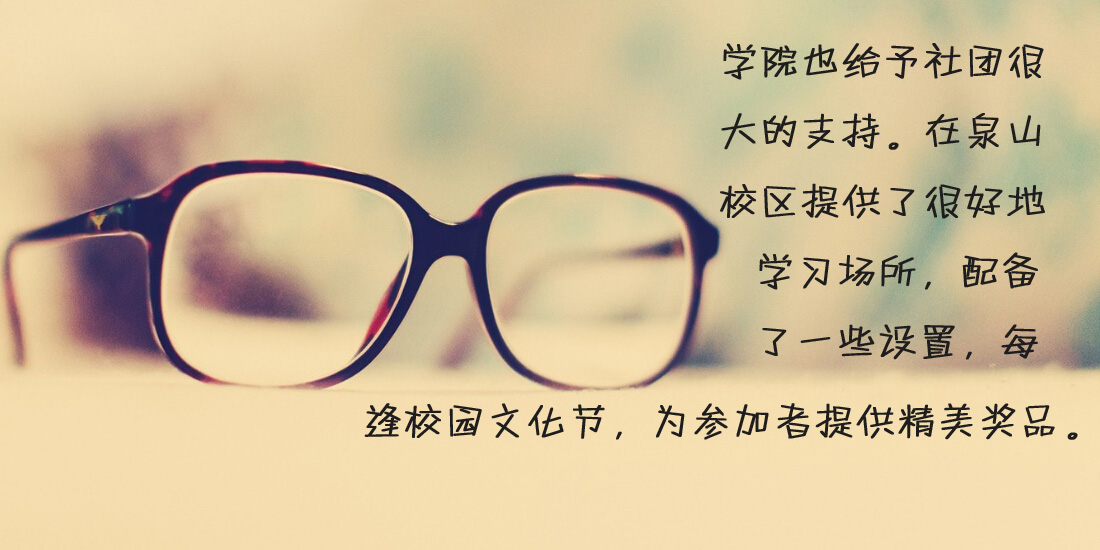 学院也给予社团很
大的支持。在泉山
校区提供了很好地
学习场所，配备
了一些设置，每
逢校园文化节，为参加者提供精美奖品。